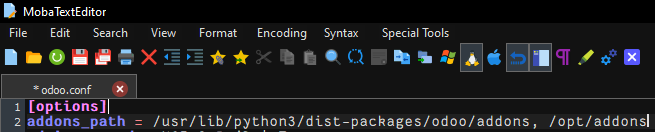 MobaTextEditor
File Edit Search View Format Encoding Syntax Special Tools
*odoo.conf
1 [options]
2 addons_path = /usr/lib/python3/dist-packages/odoo/addons, /opt/addons